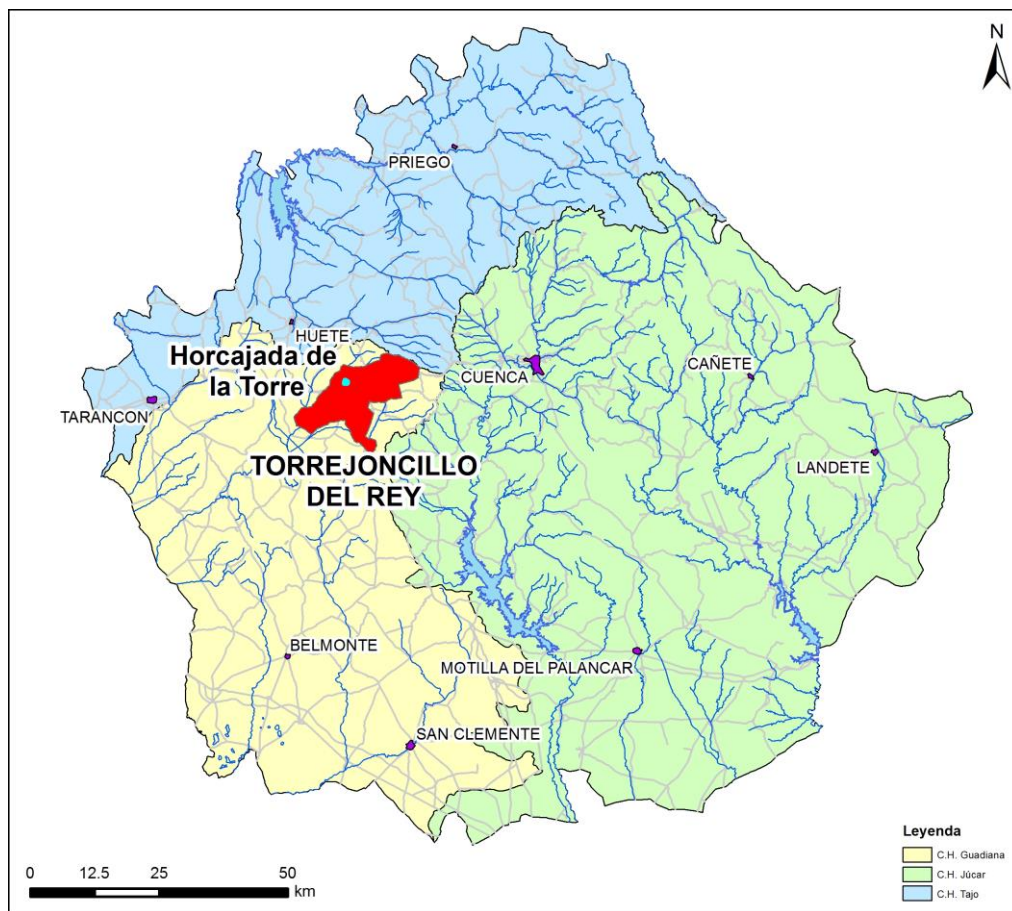 N
PRIEGO
HUETE
Horcajada de
la Torre
CUENCA
CAÑETE
TARANCON
LANDETE
TORREJONCILLO
DEL REY
BELMONTE
MOTILLA DEL PALANCAR
SAN CLEMENTE
Leyenda
C.H. Guadiana
C.H. Júcar
C.H. Tajo
0 12.5 25 50
km